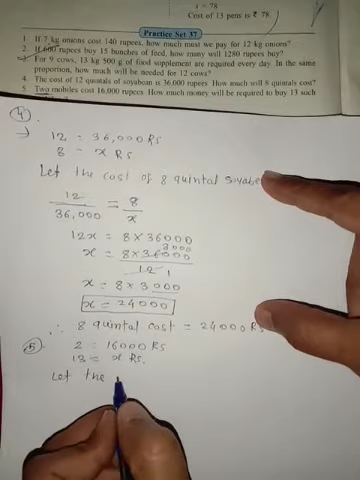 x = 78
Cost of 13 pens is ₹ 78.
Practice Set 37
1. If 7 kg onions cost 140 rupees, how much must we pay for 12 kg onions?
2. If 600 rupees buy 15 bunches of feed, how many will 1280 rupees buy?
3. For 9 cows, 13 kg 500 g of food supplement are required every day. In the same
proportion, how much will be needed for 12 cows?
4. The cost of 12 quintals of soyabean is 36,000 rupees. How much will 8 quintals cost?
5. Two mobiles cost 16,000 rupees. How much money will be required to buy 13 such
4
→ 12 = 36,000 Rs
8 = x Rs
Let the cost of 8 quintal soyabe
12/36,000 = 8/x
12x = 8 × 36000
x = 8 × 36000/12
3000
1
x = 8 × 3000
x = 24000
∴ 8 quintal cost = 24000 Rs
5 2 = 16000 Rs
13 = x Rs.
Let the